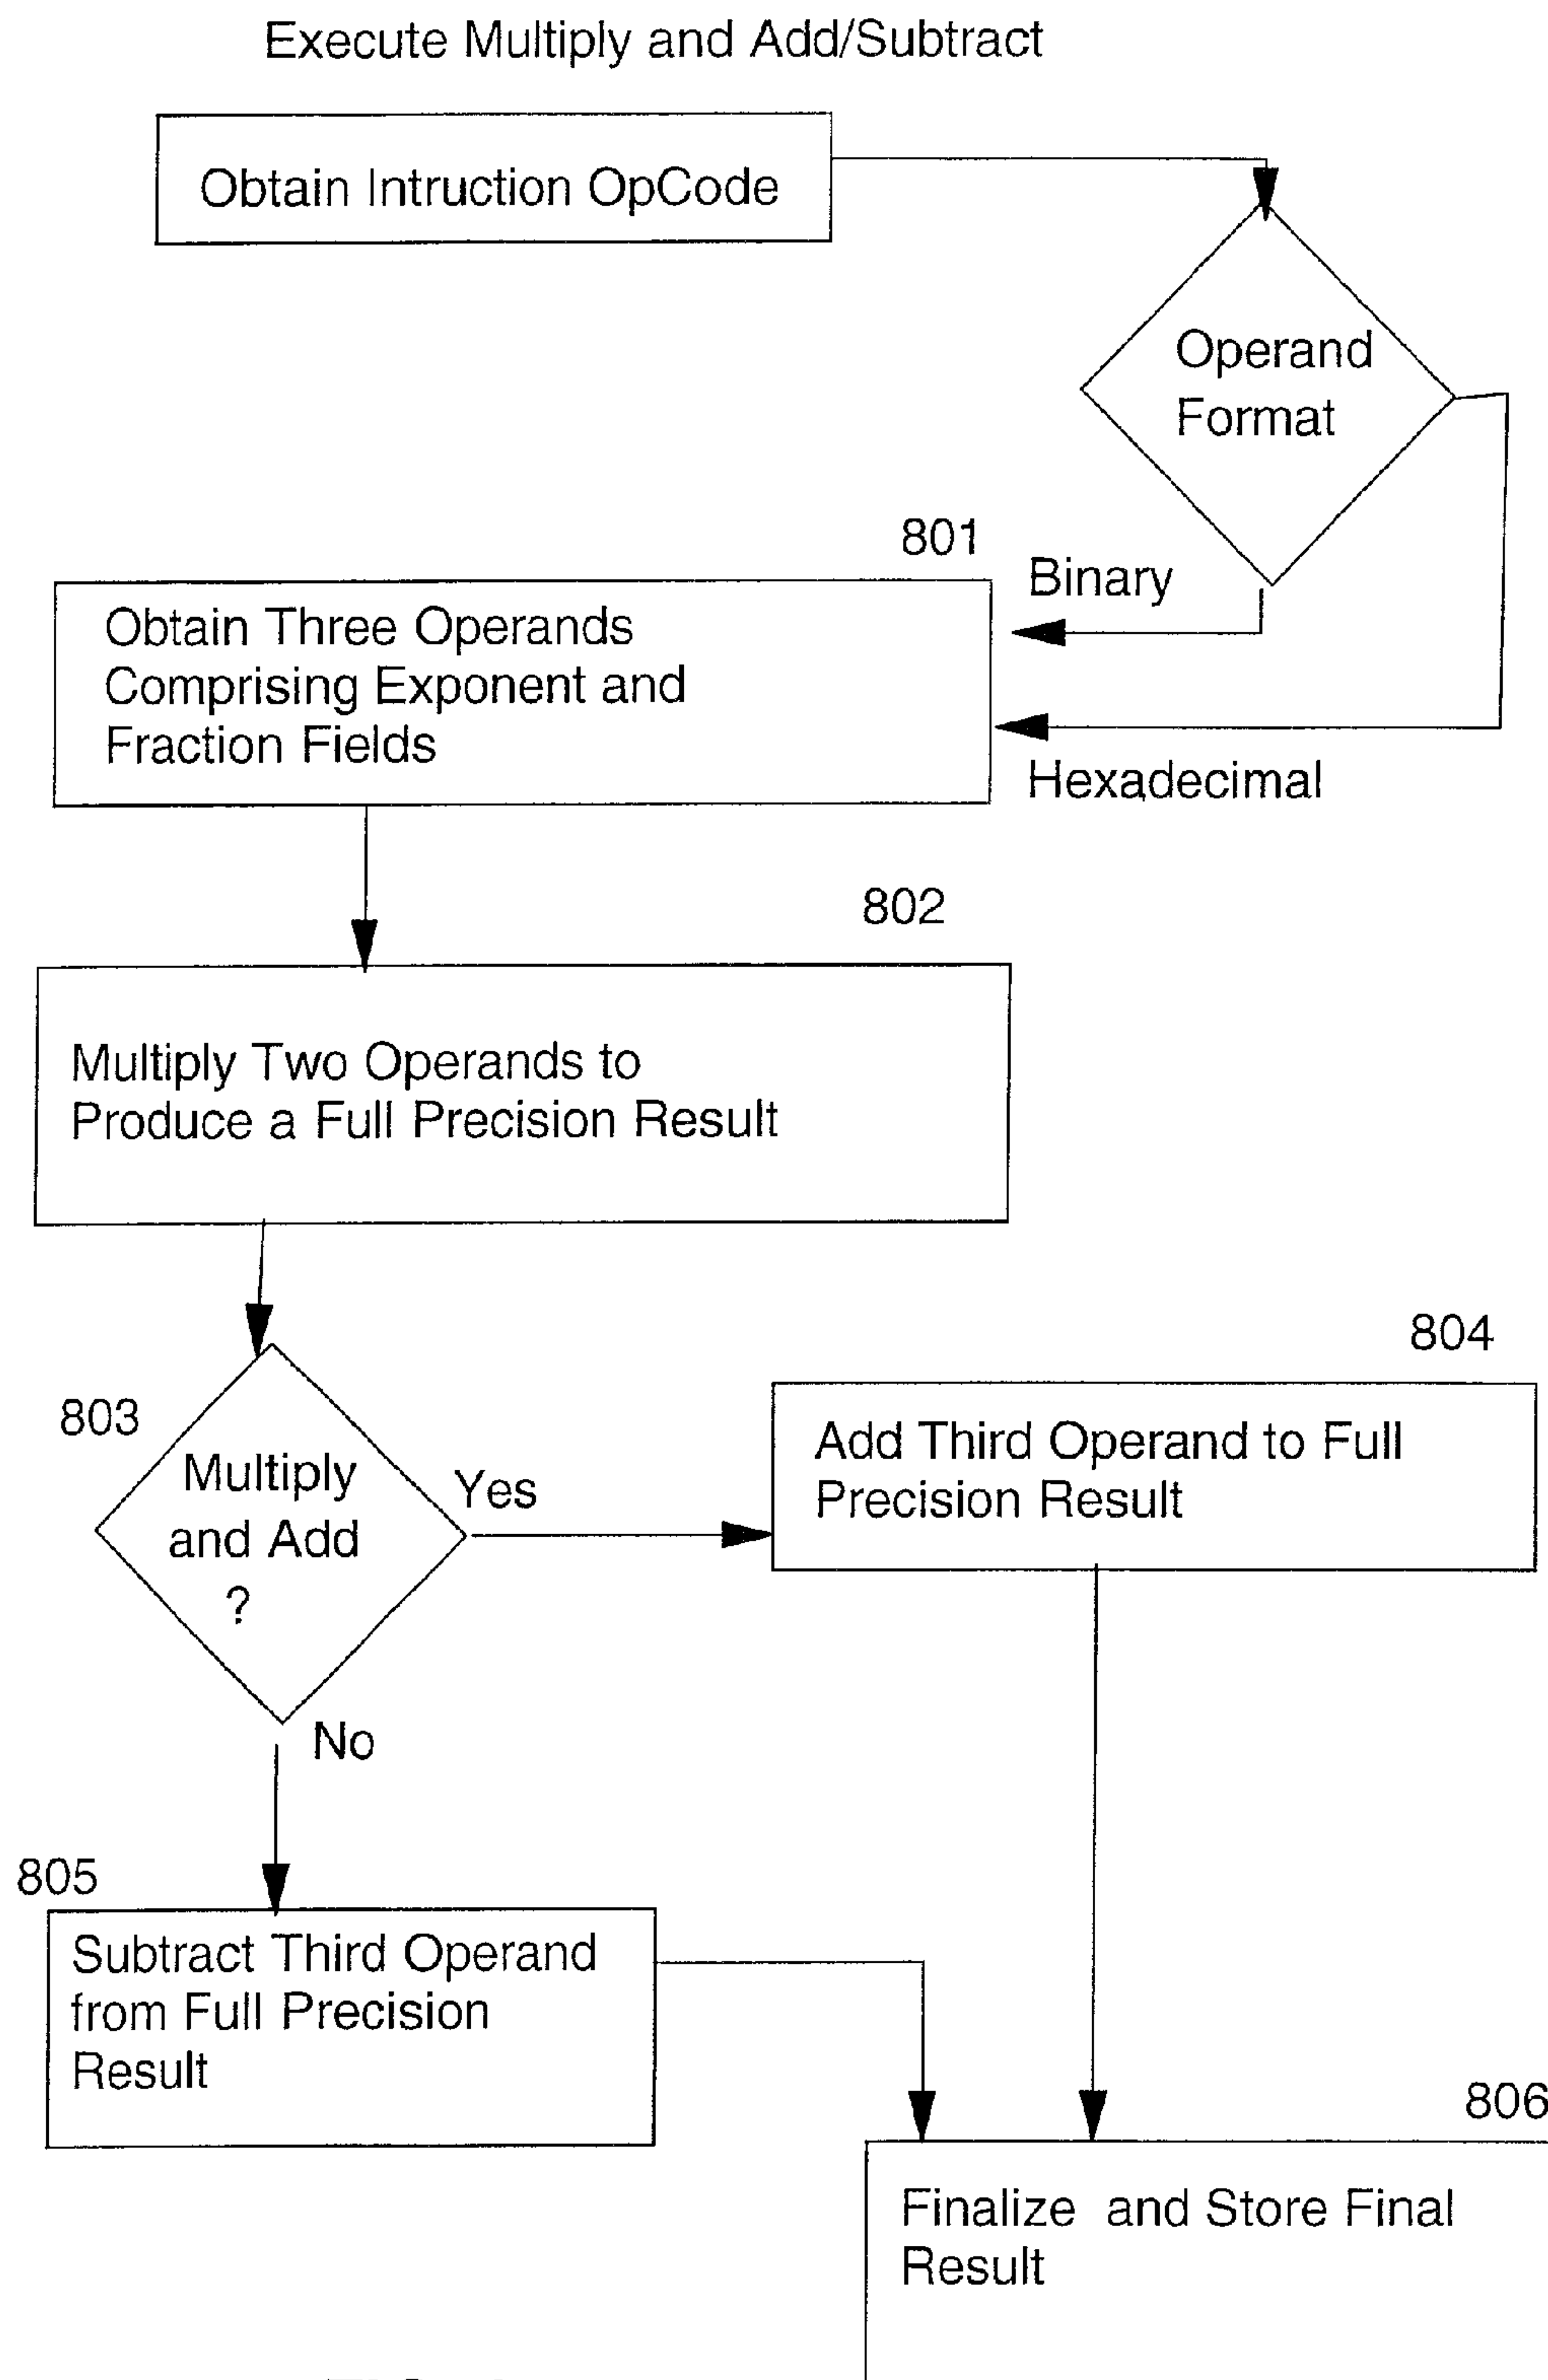 Execute Multiply and Add/Subtract
Obtain Intruction OpCode
Operand
Format
801
Binary
Obtain Three Operands
Comprising Exponent and
Fraction Fields
Hexadecimal
802
Multiply Two Operands to
Produce a Full Precision Result
804
803
Multiply
and Add
?
Yes
Add Third Operand to Full
Precision Result
No
805
Subtract Third Operand
from Full Precision
Result
806
Finalize and Store Final
Result